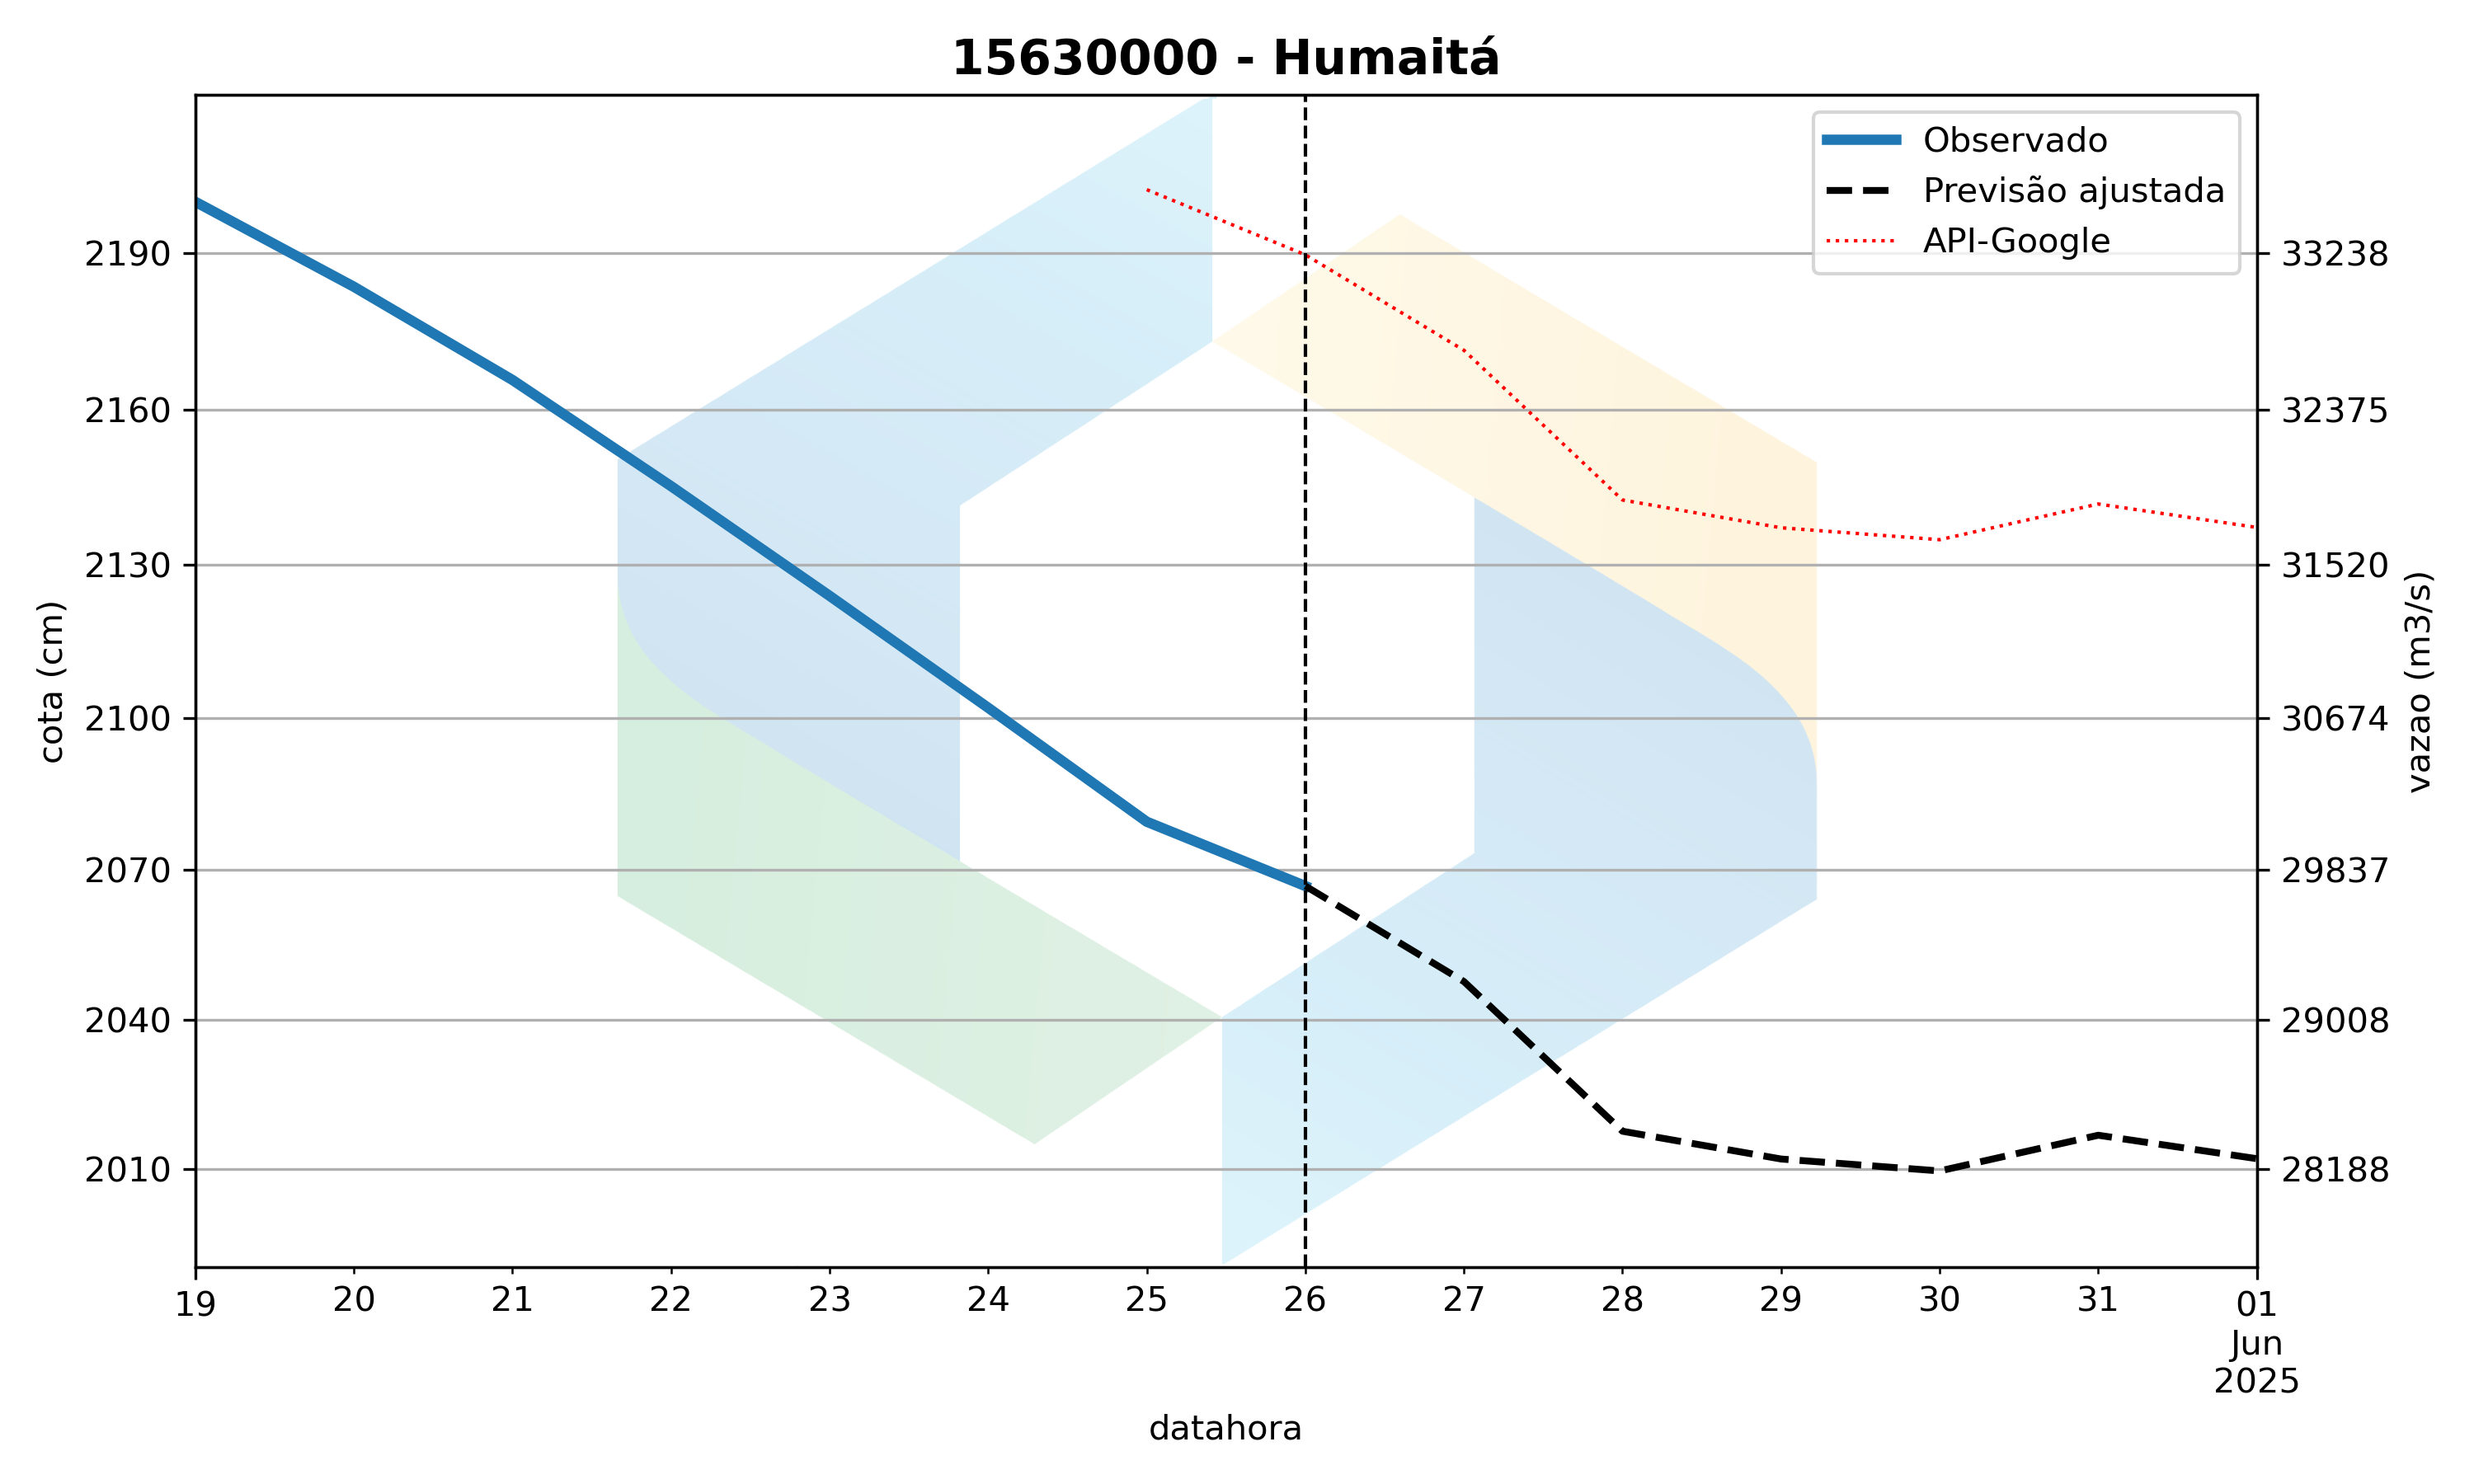 15630000 - Humaitá
Observado
Previsão ajustada
API-Google
cota (cm)
2190
2160
2130
2100
2070
2040
2010
33238
32375
31520
30674
29837
29008
28188
vazao (m3/s)
19 20 21 22 23 24 25 26 27 28 29 30 31 01
Jun
2025
datahora